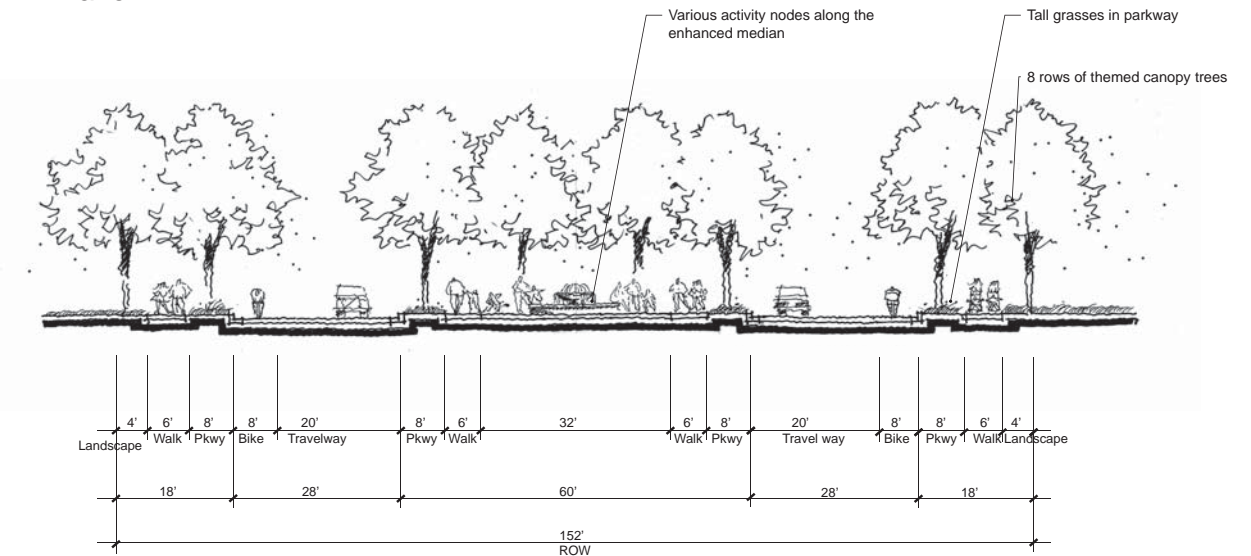 Various activity nodes along the
enhanced median
Tall grasses in parkway
8 rows of themed canopy trees
4' 6' 8' 8' 20' 8' 6' 32' 6' 8' 20' 8' 8' 6' 4'
Landscape Walk Pkwy Bike Travelway Pkwy Walk Walk Pkwy Travel way Bike Pkwy Walk Landscape
18' 28' 60' 28' 18'
152'
ROW